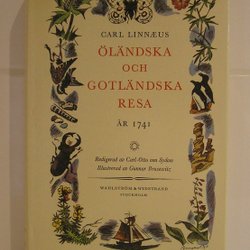 CARL LINNÆUS
ÖLÄNDSKA
OCH
GOTLÄNDSKA
RESA
ÅR 1741
Redigerad av Carl-Otto von Sydow
Illustrerad av Gunnar Brusewitz
WAHLSTRÖM & WIDSTRAND
STOCKHOLM